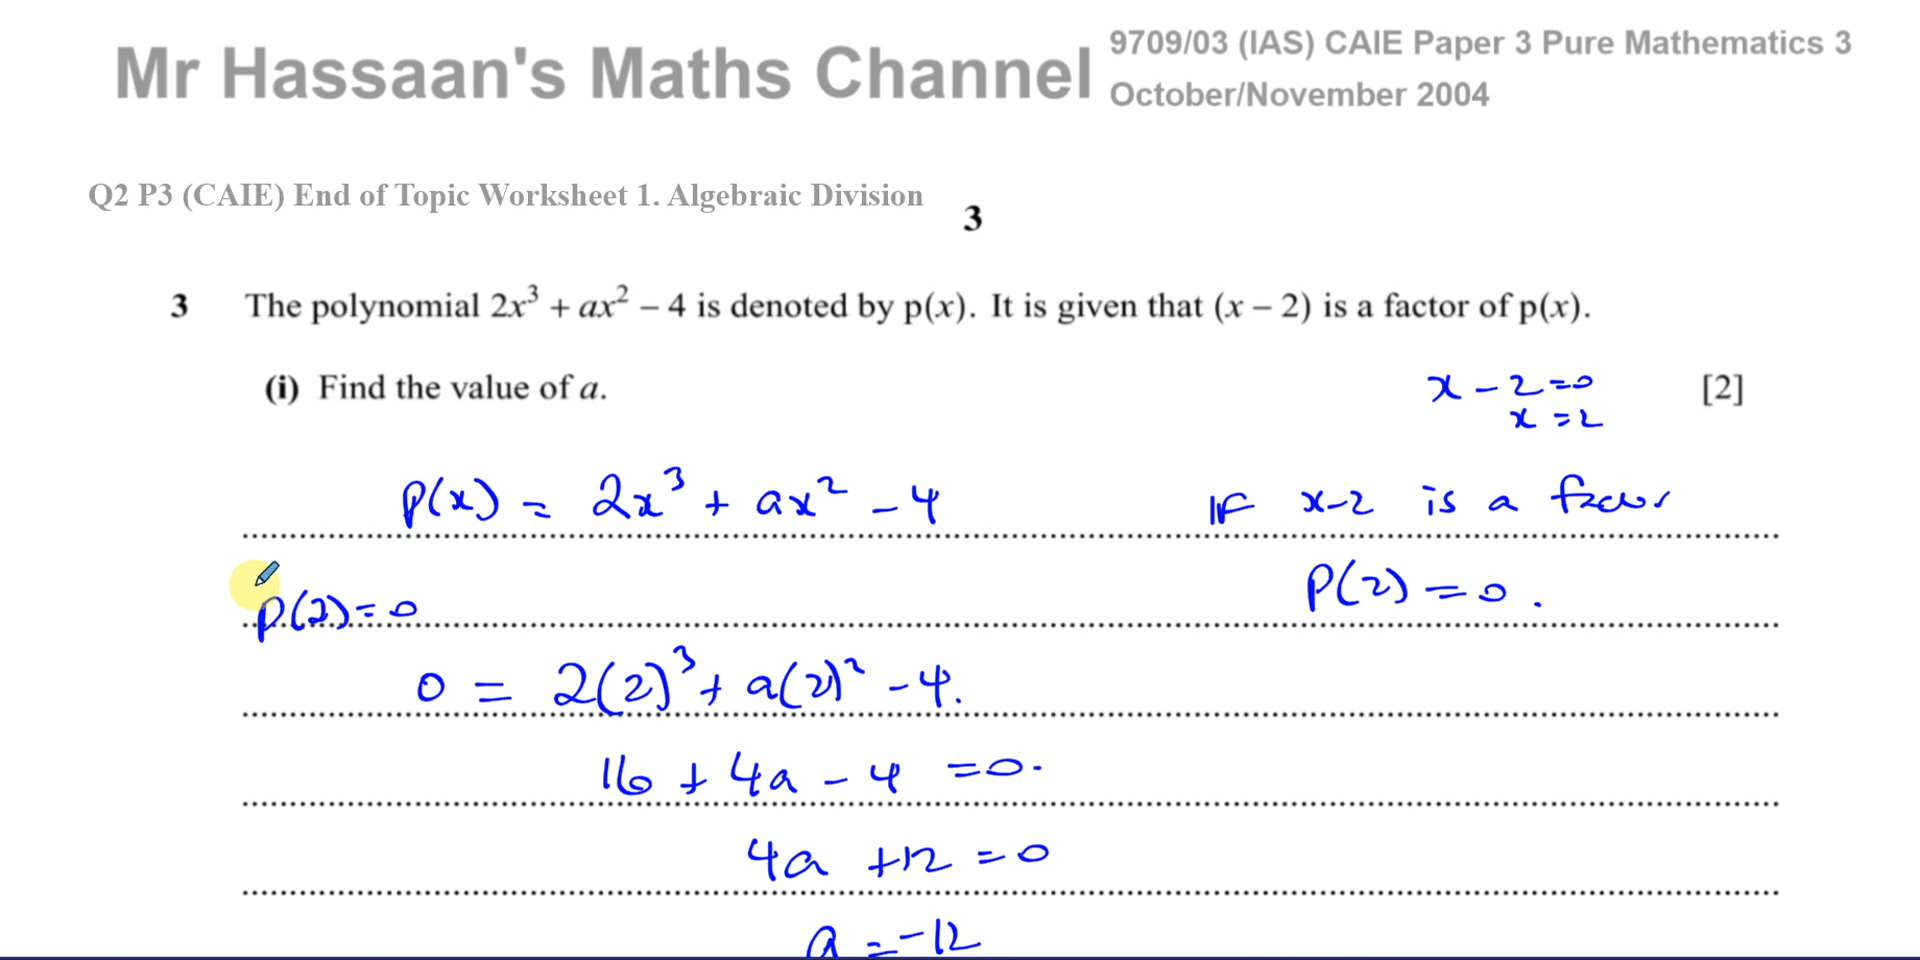 Mr Hassaan's Maths Channel
9709/03 (IAS) CAIE Paper 3 Pure Mathematics 3
October/November 2004
Q2 P3 (CAIE) End of Topic Worksheet 1. Algebraic Division
3
3 The polynomial 2x³ + ax² − 4 is denoted by p(x). It is given that (x − 2) is a factor of p(x).
(i) Find the value of a. [2]
x − 2 = 0
x = 2
p(x) = 2x³ + ax² − 4
IF x−2 is a factor
p(2) = 0
P(2) = 0.
0 = 2(2)³ + a(2)² − 4.
16 + 4a − 4 = 0.
4a + 12 = 0
a = −12